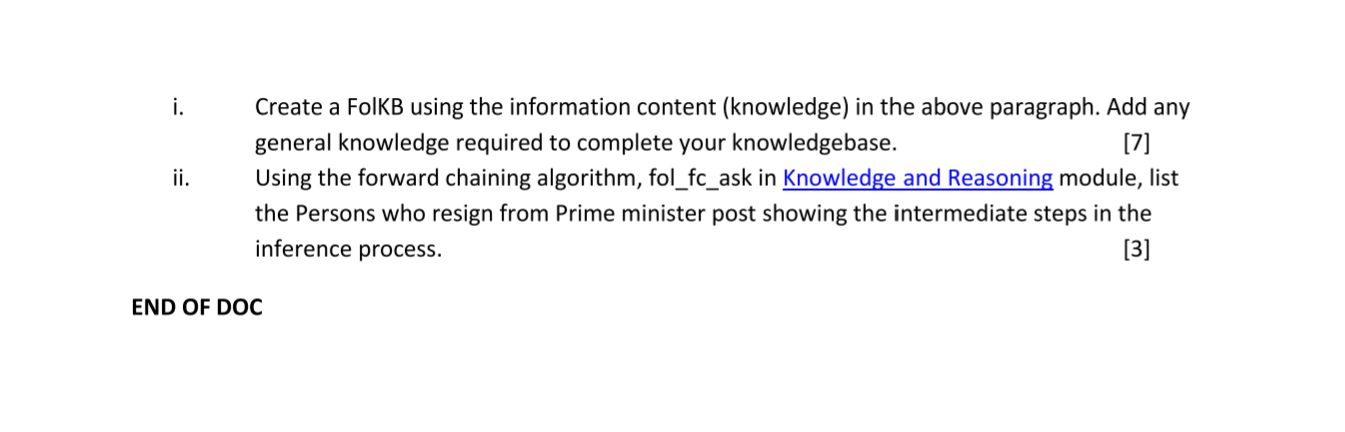 i. Create a FolKB using the information content (knowledge) in the above paragraph. Add any
general knowledge required to complete your knowledgebase. [7]
ii. Using the forward chaining algorithm, fol_fc_ask in Knowledge and Reasoning module, list
the Persons who resign from Prime minister post showing the intermediate steps in the
inference process. [3]
END OF DOC